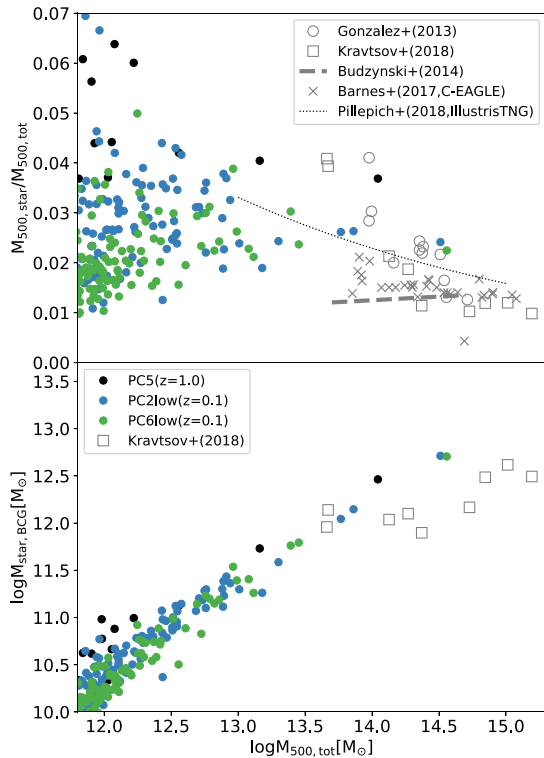 0.07
0.06
0.05
0.04
0.03
0.02
0.01
0.00
M500,star/M500,tot
Gonzalez+(2013)
Kravtsov+(2018)
Budzynski+(2014)
Barnes+(2017,C-EAGLE)
Pillepich+(2018,IllustrisTNG)
13.5
13.0
12.5
12.0
11.5
11.0
10.5
10.0
logMstar,BCG[M⊙]
PC5(z=1.0)
PC2low(z=0.1)
PC6low(z=0.1)
Kravtsov+(2018)
12.0 12.5 13.0 13.5 14.0 14.5 15.0
logM500,tot[M⊙]